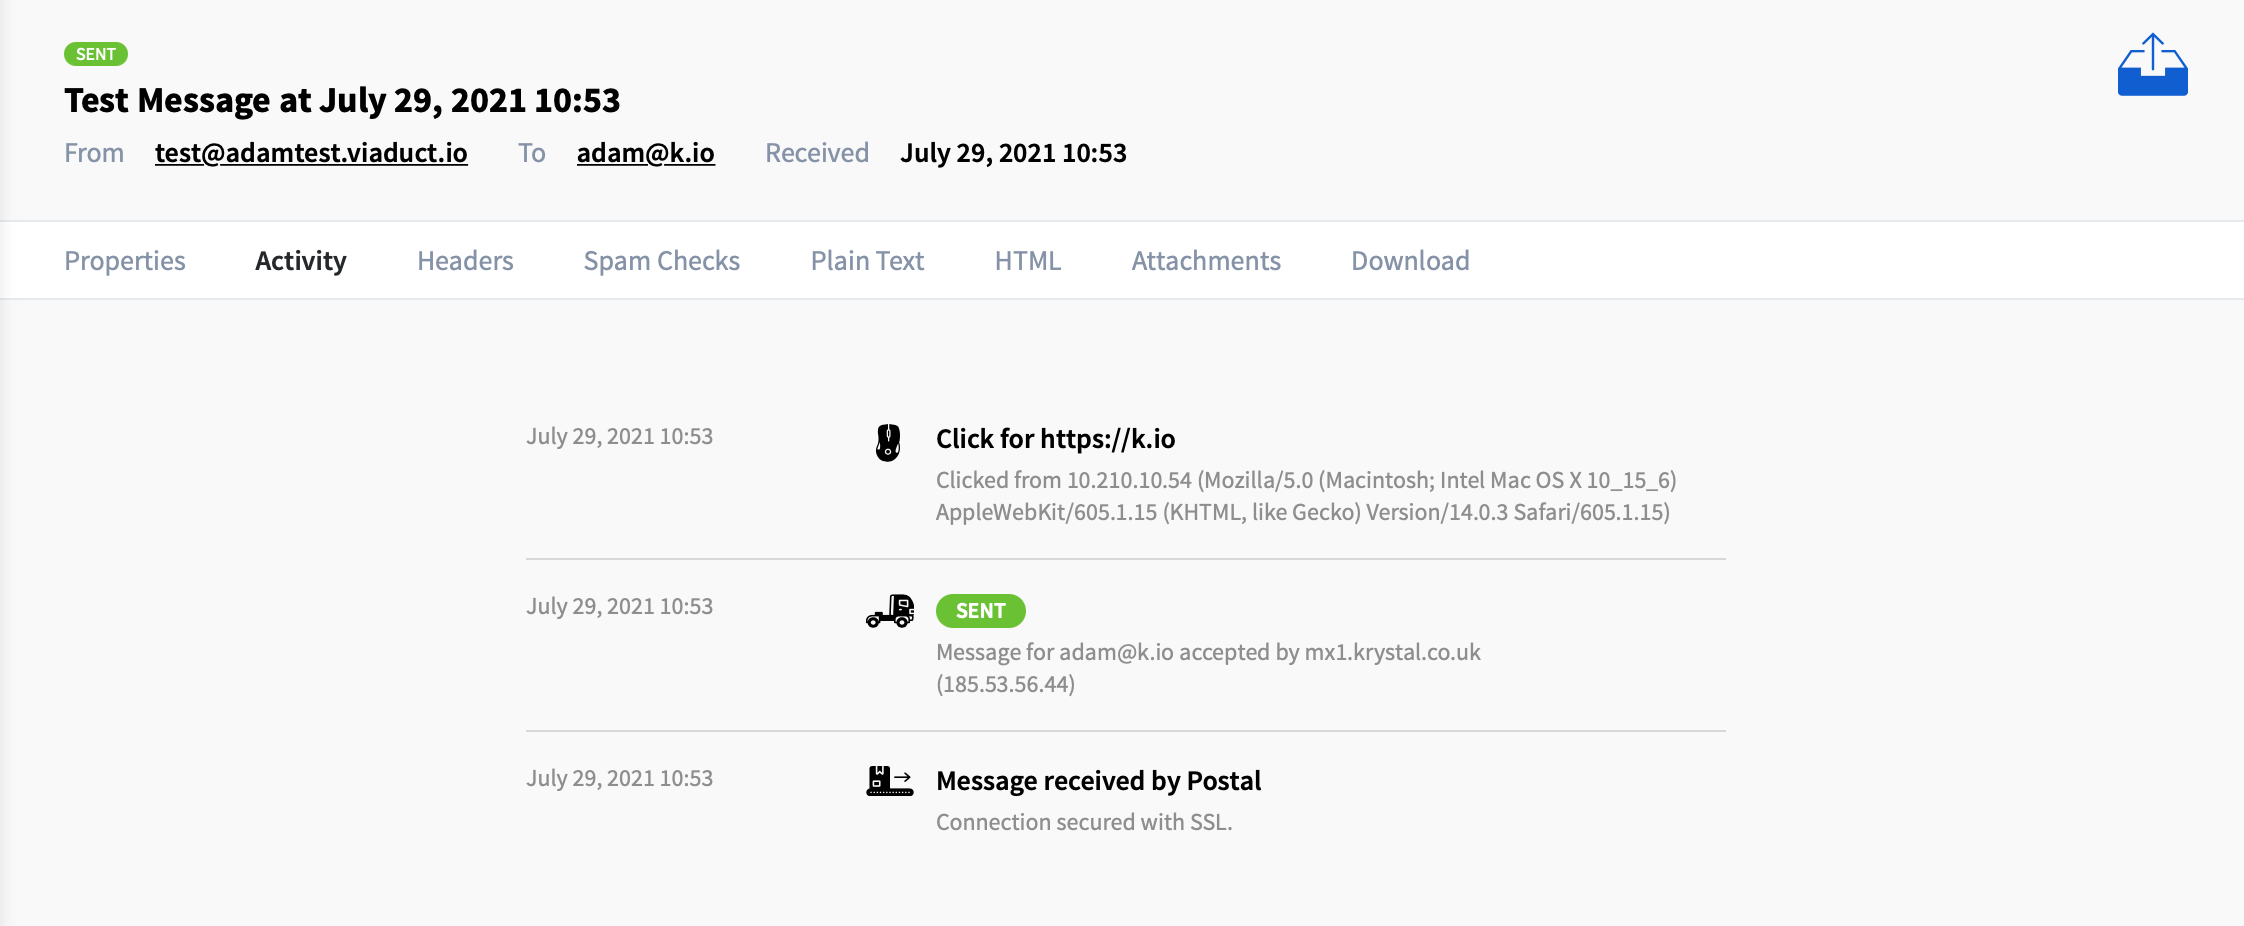 SENT
Test Message at July 29, 2021 10:53
From test@adamtest.viaduct.io To adam@k.io Received July 29, 2021 10:53
Properties Activity Headers Spam Checks Plain Text HTML Attachments Download
July 29, 2021 10:53 Click for https://k.io
Clicked from 10.210.10.54 (Mozilla/5.0 (Macintosh; Intel Mac OS X 10_15_6)
AppleWebKit/605.1.15 (KHTML, like Gecko) Version/14.0.3 Safari/605.1.15)
July 29, 2021 10:53 SENT
Message for adam@k.io accepted by mx1.krystal.co.uk
(185.53.56.44)
July 29, 2021 10:53 Message received by Postal
Connection secured with SSL.